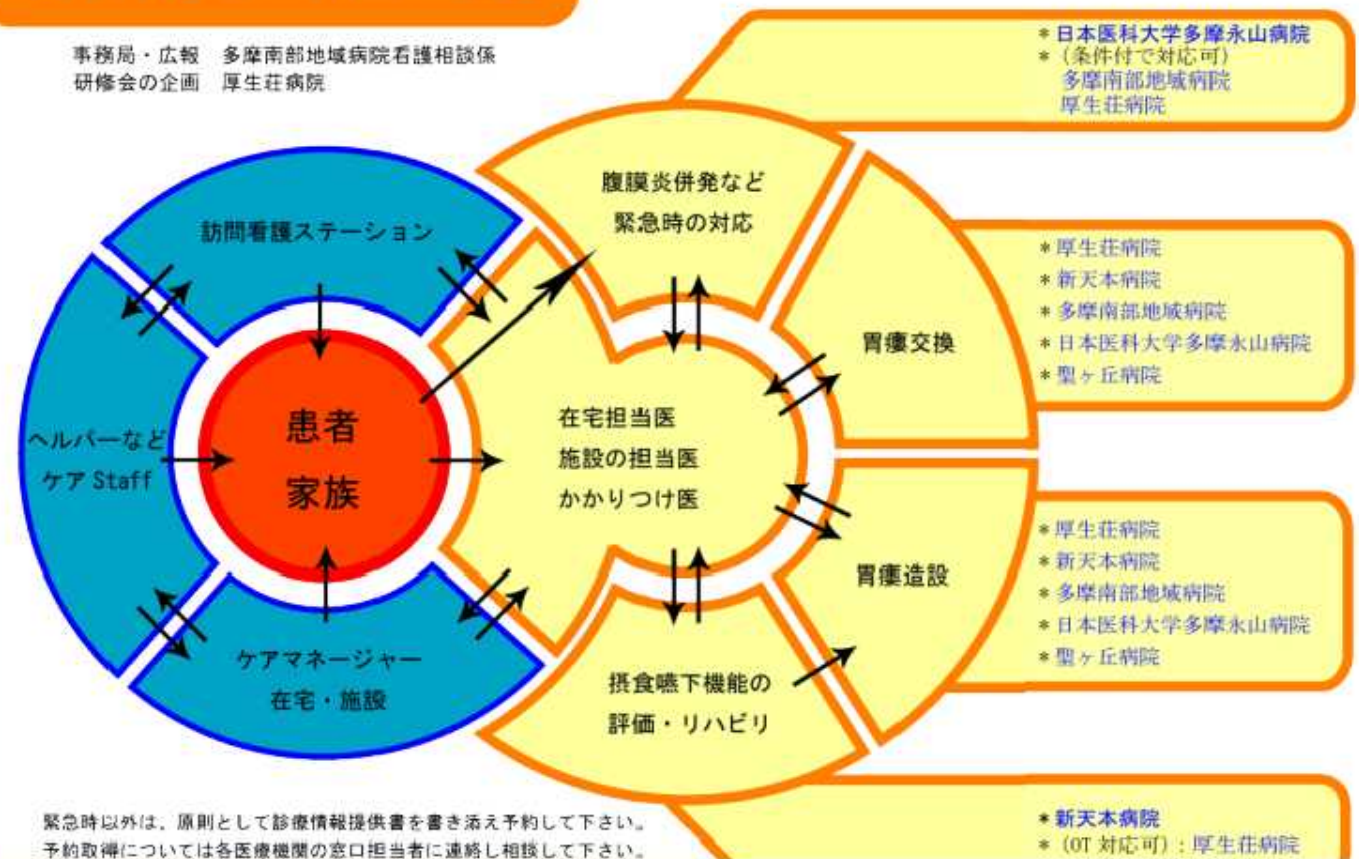 事務局・広報 多摩南部地域病院看護相談係
研修会の企画 厚生荘病院
*日本医科大学多摩永山病院
*(条件付で対応可)
多摩南部地域病院
厚生荘病院
腹膜炎併発など
緊急時の対応
訪問看護ステーション
*厚生荘病院
*新天本病院
*多摩南部地域病院
*日本医科大学多摩永山病院
*聖ヶ丘病院
胃瘻交換
患者
家族
在宅担当医
施設の担当医
かかりつけ医
ヘルパーなど
ケア Staff
*厚生荘病院
*新天本病院
*多摩南部地域病院
*日本医科大学多摩永山病院
*聖ヶ丘病院
胃瘻造設
ケアマネージャー
在宅・施設
摂食嚥下機能の
評価・リハビリ
緊急時以外は、原則として診療情報提供書を書き添え予約して下さい。
予約取得については各医療機関の窓口担当者に連絡し相談して下さい。
*新天本病院
*(OT 対応可):厚生荘病院